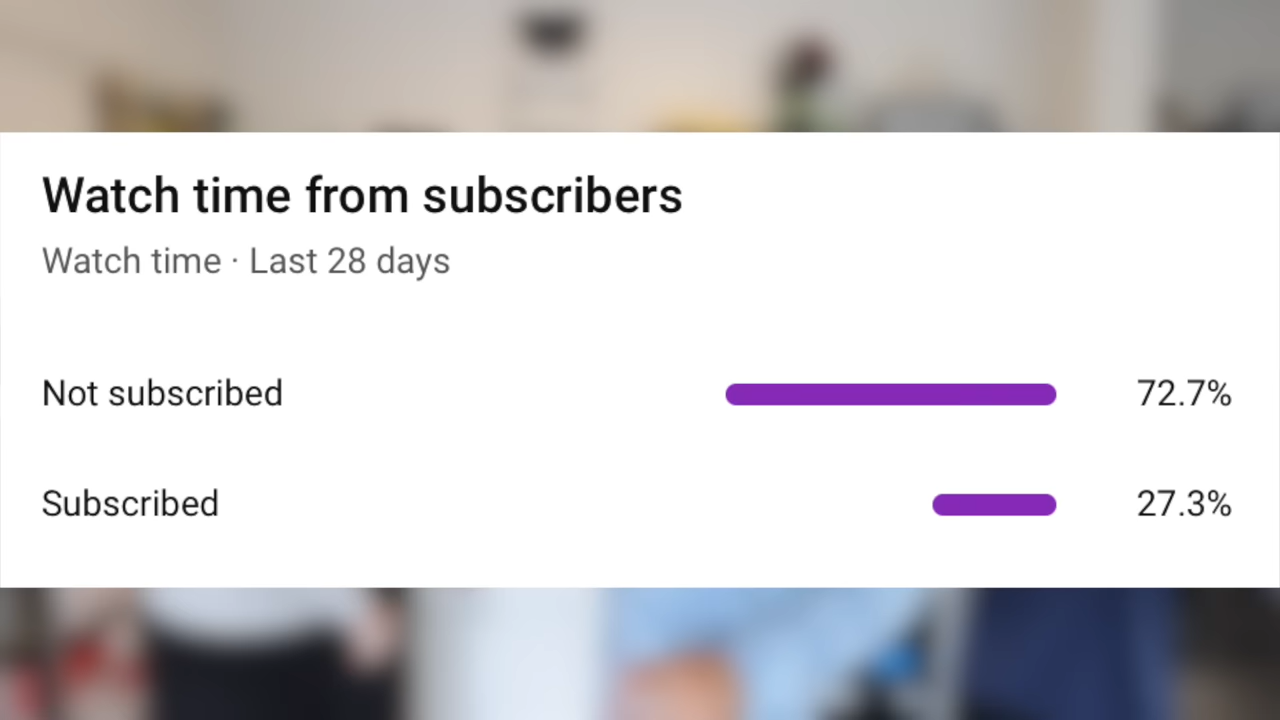 Watch time from subscribers
Watch time · Last 28 days
Not subscribed 72.7%
Subscribed 27.3%